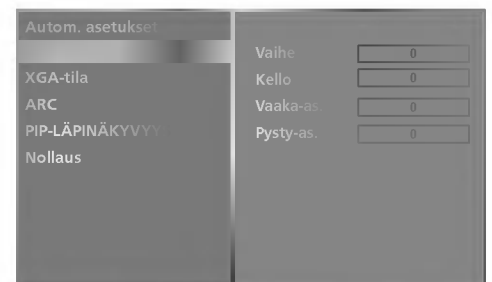 Autom. asetukset
XGA-tila
ARC
PIP-LÄPINÄKYVYY
Nollaus
Vaihe 0
Kello 0
Vaaka-as. 0
Pysty-as. 0